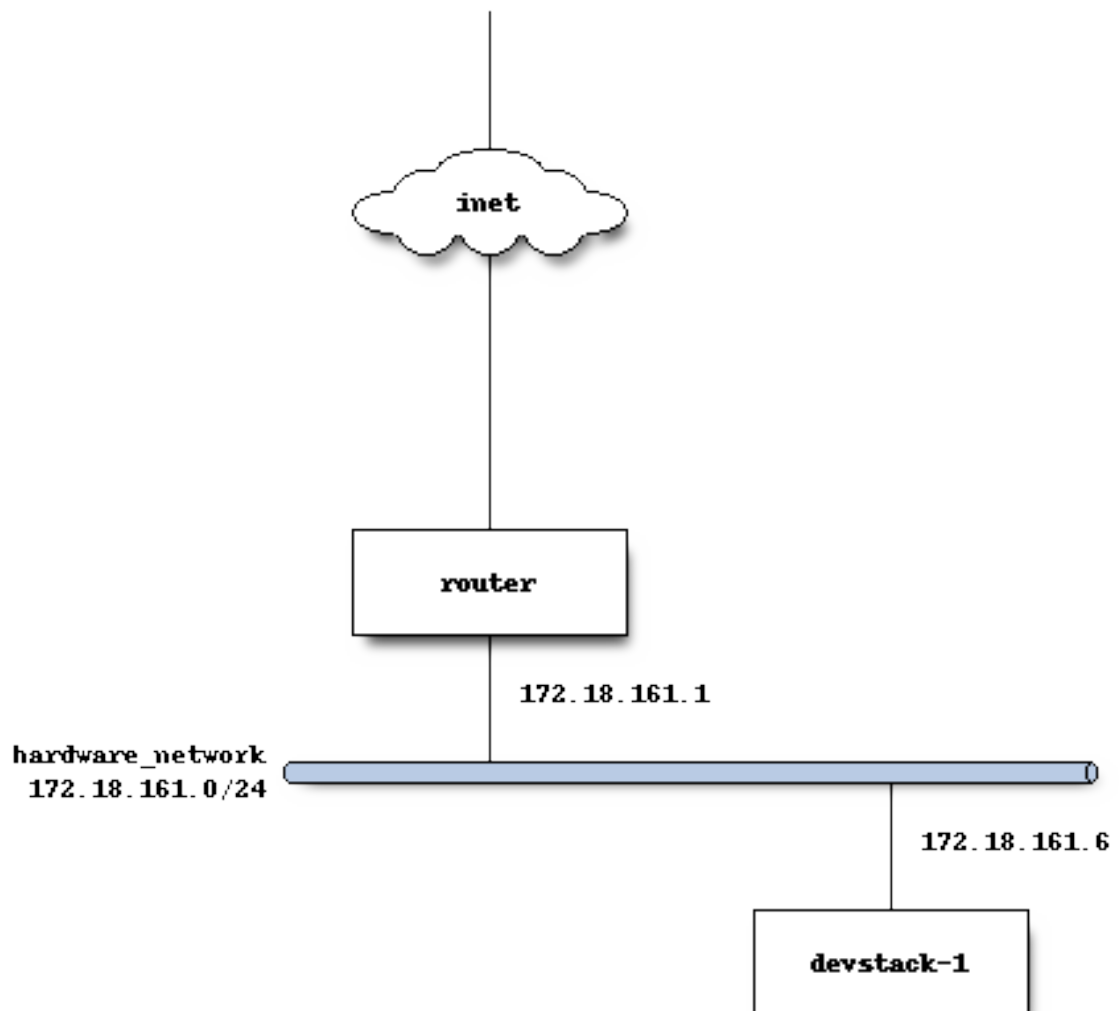 inet
router
172.18.161.1
hardware_network
172.18.161.0/24
172.18.161.6
devstack-1